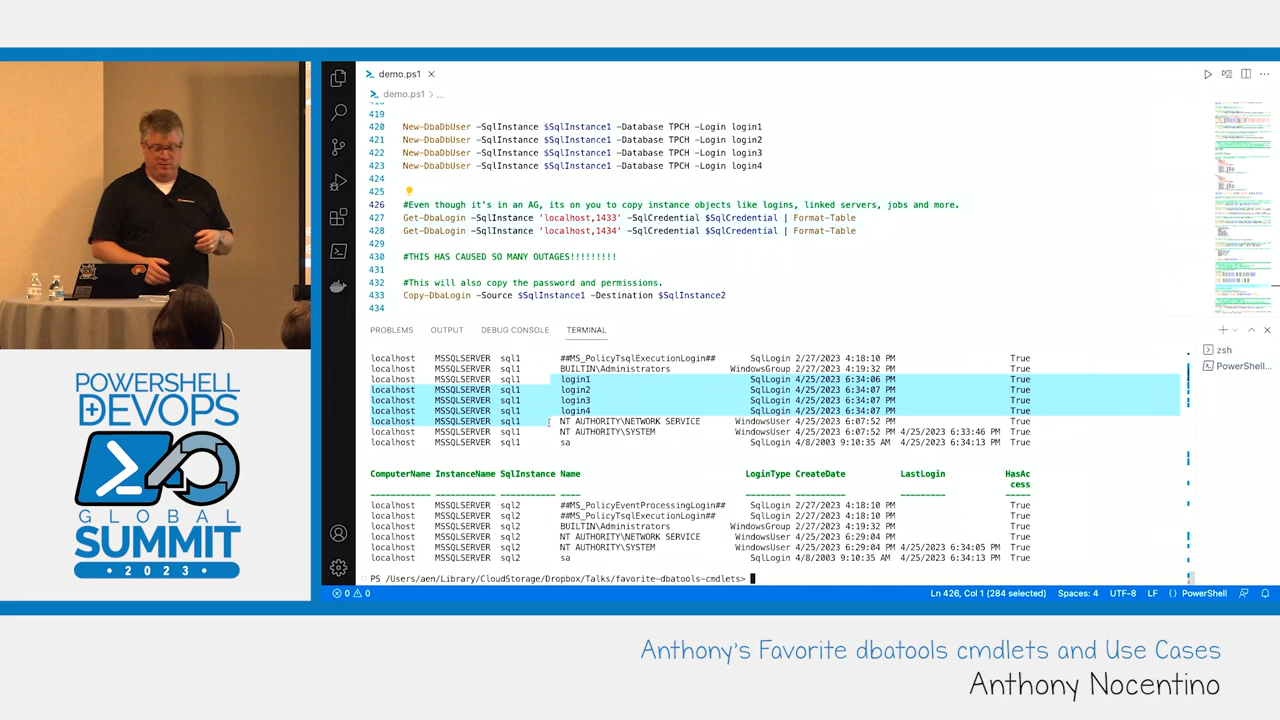 demo.ps1
demo.ps1 > ...
419
420 New-DbaDbUser -SqlInstance $SqlInstance1 -Database TPCH -Login login1
421 New-DbaDbUser -SqlInstance $SqlInstance1 -Database TPCH -Login login2
422 New-DbaDbUser -SqlInstance $SqlInstance1 -Database TPCH -Login login3
423 New-DbaDbUser -SqlInstance $SqlInstance1 -Database TPCH -Login login4
424
425
426 #Even though it's in an AG, its on you to copy instance objects like logins, linked servers, jobs and more.
427 Get-DbaLogin -SqlInstance 'localhost,1433' -SqlCredential $SqlCredential | Format-Table
428 -SqlCredential $SqlCredential | Format-Table
429
430 #THIS HAS CAUSED SO MANY OUTAGES!!!!!!!!!
431
432 #This will also copy the password and permissions.
433 Copy-DbaLogin -Source $SqlInstance1 -Destination $SqlInstance2
434
PROBLEMS OUTPUT DEBUG CONSOLE TERMINAL
zsh
PowerShell...
localhost MSSQLSERVER sql1 ##MS_PolicyTsqlExecutionLogin## SqlLogin 2/27/2023 4:18:10 PM True
localhost MSSQLSERVER sql1 BUILTIN\Administrators WindowsGroup 2/27/2023 4:19:32 PM True
localhost MSSQLSERVER sql1 login1 SqlLogin 4/25/2023 6:34:06 PM True
localhost MSSQLSERVER sql1 login2 SqlLogin 4/25/2023 6:34:07 PM True
localhost MSSQLSERVER sql1 login3 SqlLogin 4/25/2023 6:34:07 PM True
localhost MSSQLSERVER sql1 login4 SqlLogin 4/25/2023 6:34:07 PM True
localhost MSSQLSERVER sql1 NT AUTHORITY\NETWORK SERVICE WindowsUser 4/25/2023 6:07:52 PM True
localhost MSSQLSERVER sql1 NT AUTHORITY\SYSTEM WindowsUser 4/25/2023 6:07:52 PM 4/25/2023 6:33:46 PM True
localhost MSSQLSERVER sql1 sa SqlLogin 4/8/2003 9:10:35 AM 4/25/2023 6:34:13 PM True
ComputerName InstanceName SqlInstance Name LoginType CreateDate LastLogin HasAc
cess
localhost MSSQLSERVER sql2 ##MS_PolicyEventProcessingLogin## SqlLogin 2/27/2023 4:18:10 PM True
localhost MSSQLSERVER sql2 ##MS_PolicyTsqlExecutionLogin## SqlLogin 2/27/2023 4:18:10 PM True
localhost MSSQLSERVER sql2 BUILTIN\Administrators WindowsGroup 2/27/2023 4:19:32 PM True
localhost MSSQLSERVER sql2 NT AUTHORITY\NETWORK SERVICE WindowsUser 4/25/2023 6:29:04 PM True
localhost MSSQLSERVER sql2 NT AUTHORITY\SYSTEM WindowsUser 4/25/2023 6:29:04 PM 4/25/2023 6:34:05 PM True
localhost MSSQLSERVER sql2 sa SqlLogin 4/8/2003 9:10:35 AM 4/25/2023 6:34:13 PM True
PS /Users/aen/Library/CloudStorage/Dropbox/Talks/favorite-dbatools-cmdlets>
0 0 Ln 426, Col 1 (284 selected) Spaces: 4 UTF-8 LF PowerShell
POWERSHELL
+DEVOPS
GLOBAL
SUMMIT
• 2023 •
Anthony's Favorite dbatools cmdlets and Use Cases
Anthony Nocentino